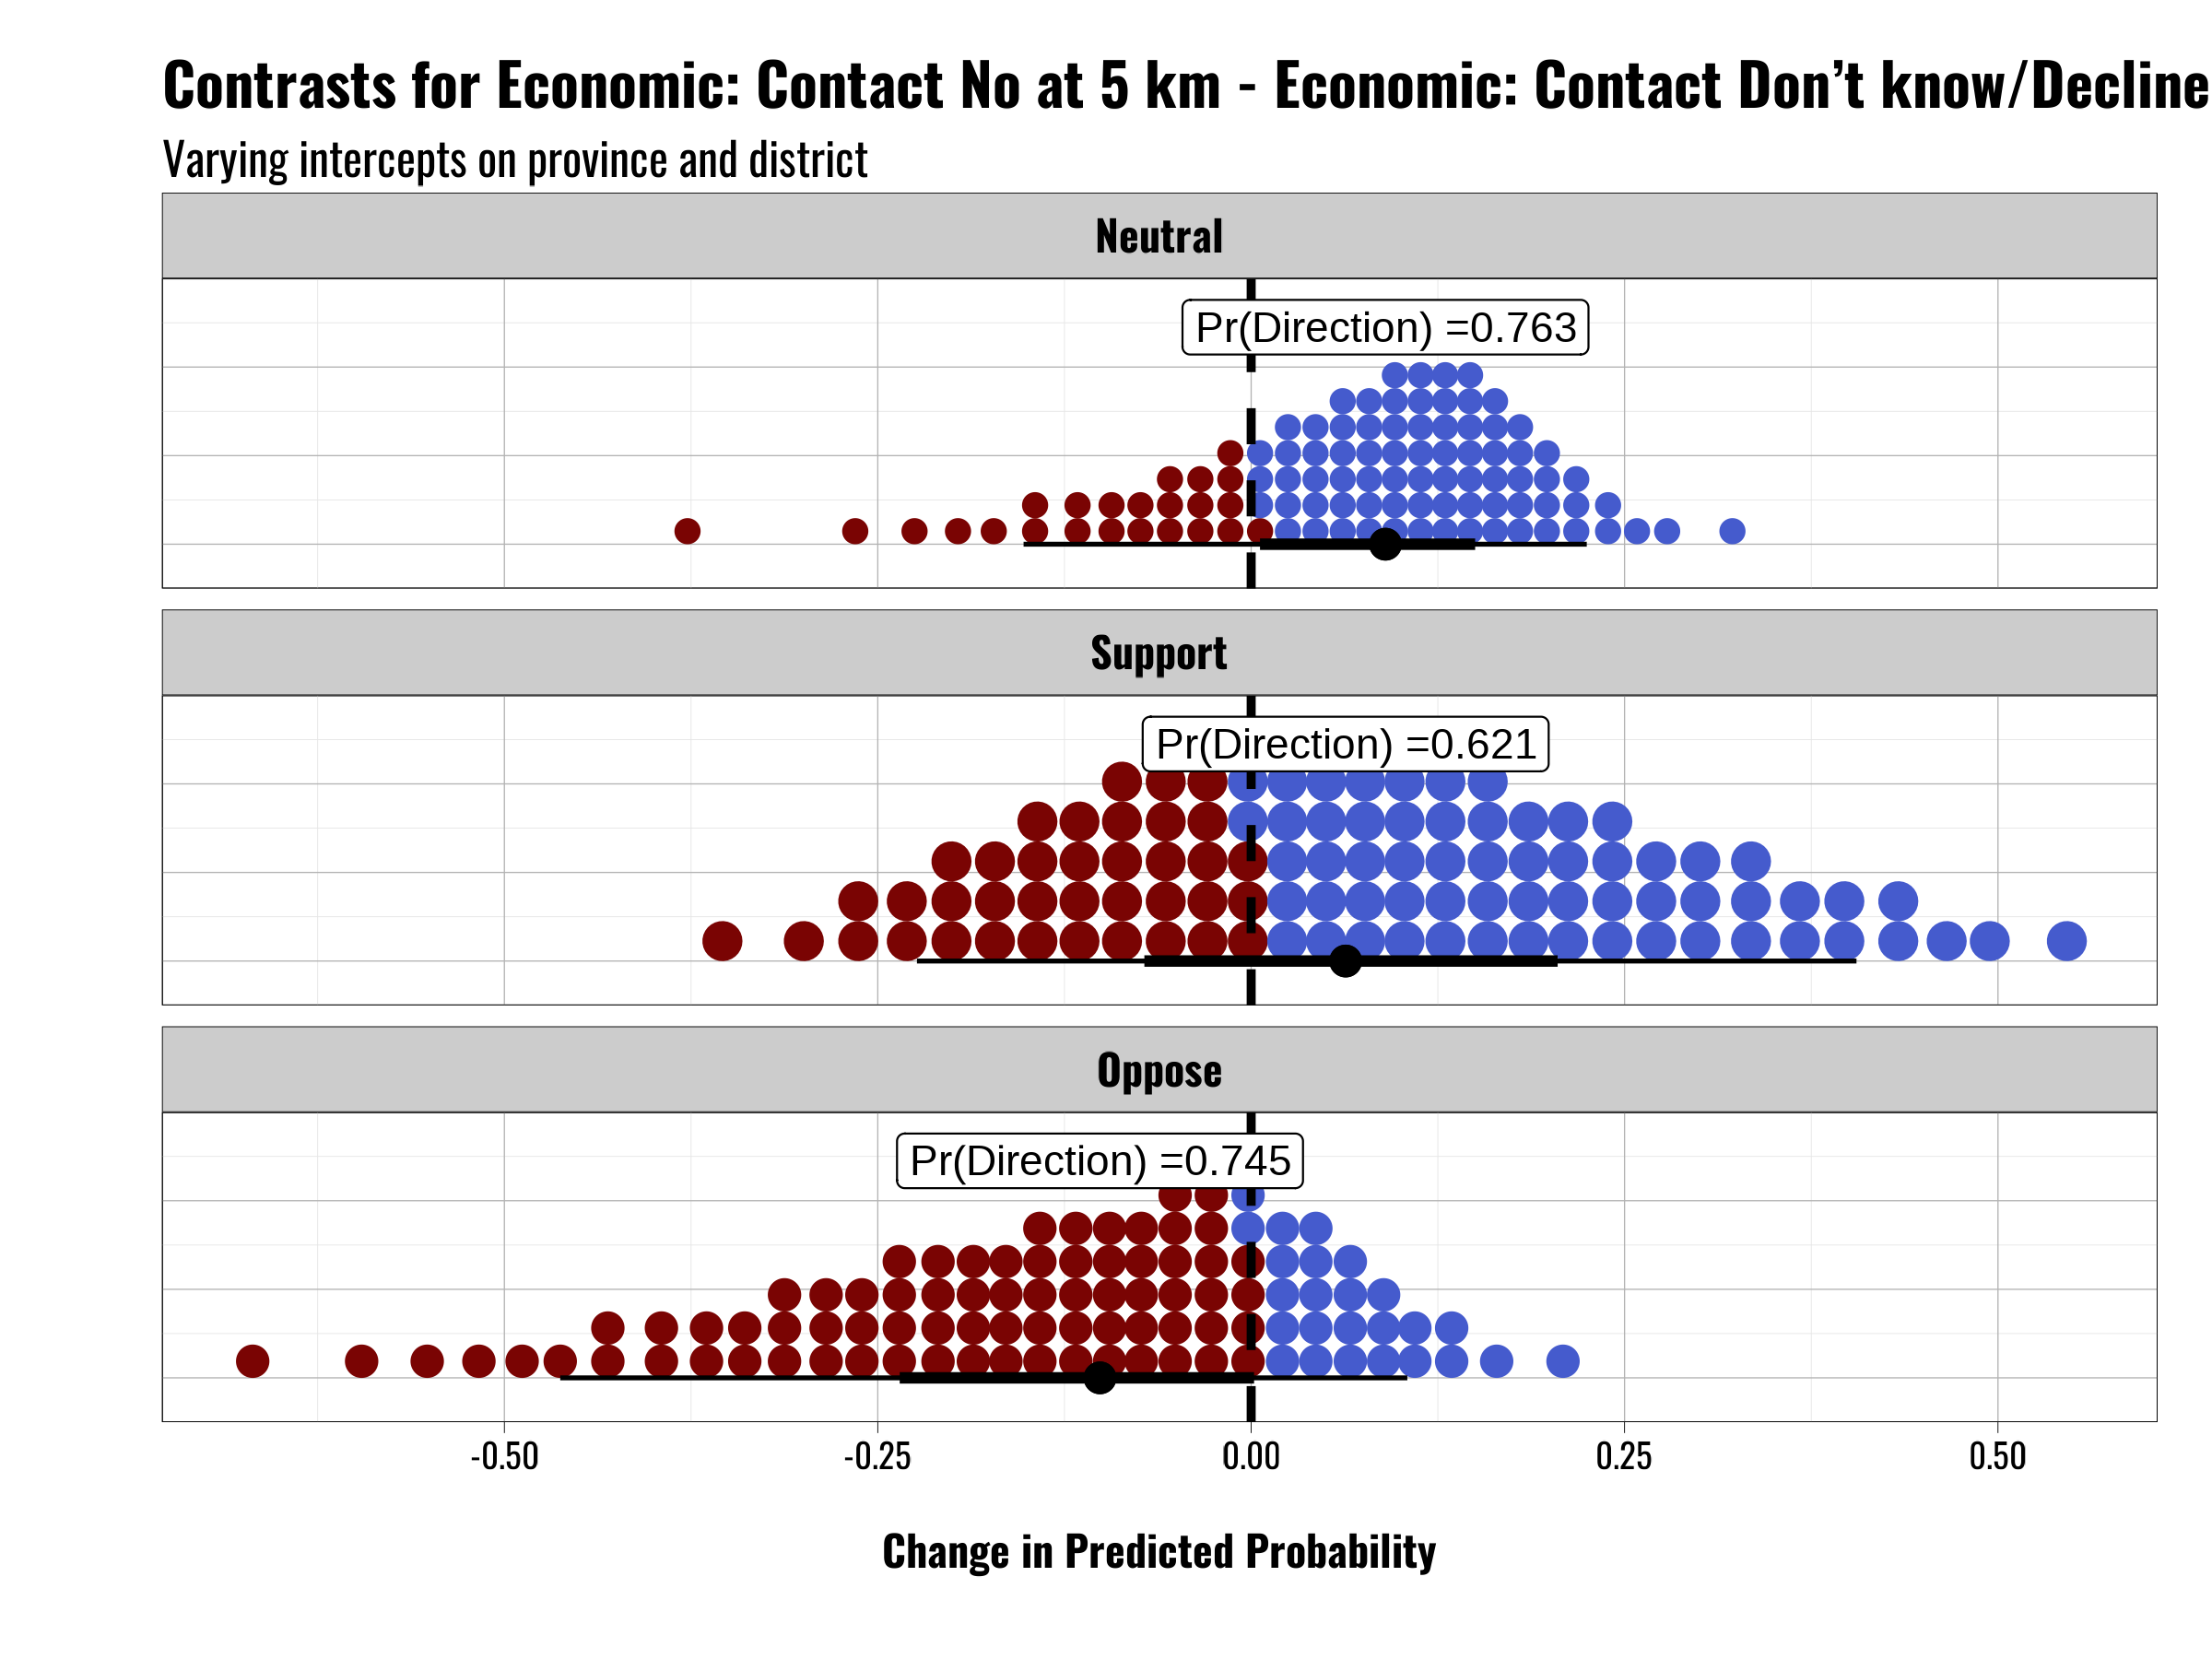 Contrasts for Economic: Contact No at 5 km - Economic: Contact Don’t know/Decline
Varying intercepts on province and district
Neutral
Pr(Direction) =0.763
Support
Pr(Direction) =0.621
Oppose
Pr(Direction) =0.745
-0.50 -0.25 0.00 0.25 0.50
Change in Predicted Probability